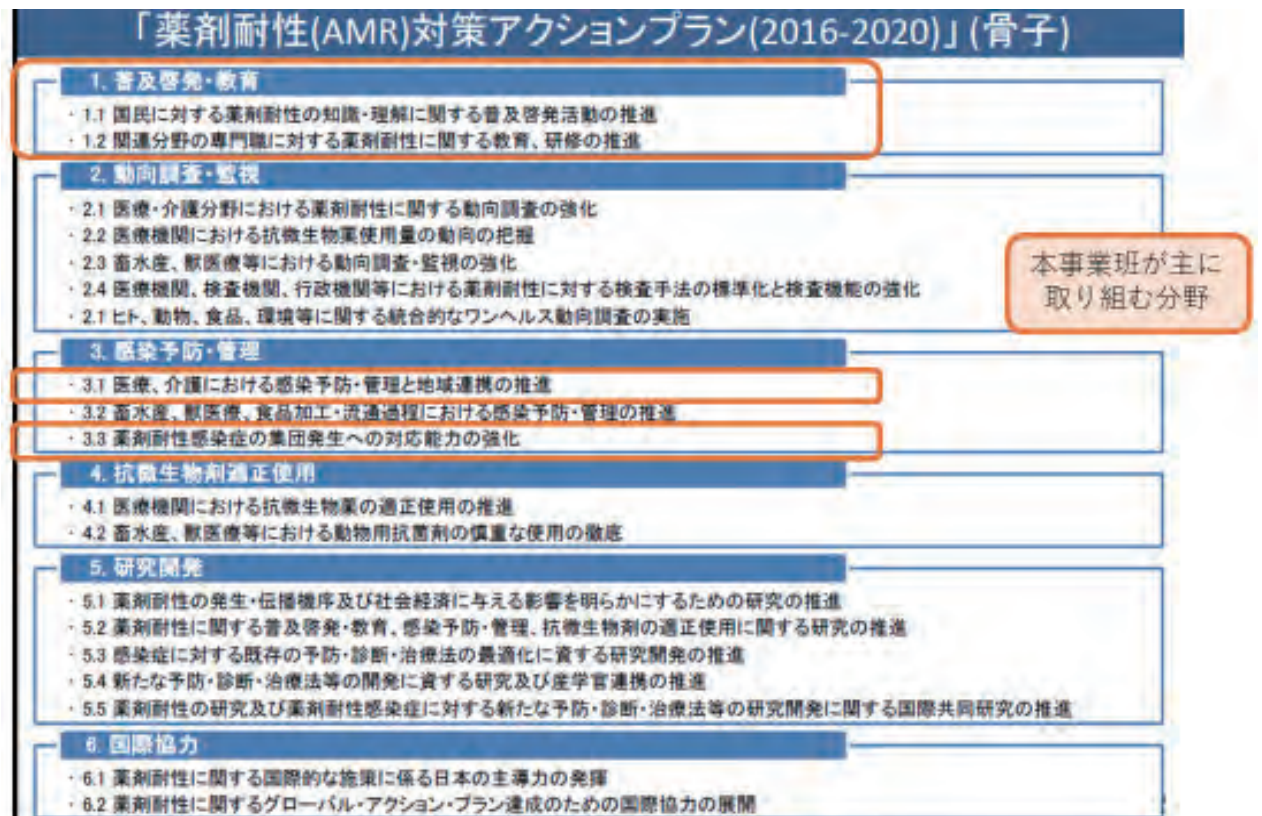 「薬剤耐性(AMR)対策アクションプラン(2016-2020)」(骨子)
1. 普及啓発・教育
・ 1.1 国民に対する薬剤耐性の知識・理解に関する普及啓発活動の推進
・ 1.2 関連分野の専門職に対する薬剤耐性に関する教育、研修の推進
2. 動向調査・監視
・ 2.1 医療・介護分野における薬剤耐性に関する動向調査の強化
・ 2.2 医療機関における抗微生物薬使用量の動向の把握
・ 2.3 畜水産、獣医療等における動向調査・監視の強化
・ 2.4 医療機関、検査機関、行政機関等における薬剤耐性に対する検査手法の標準化と検査機能の強化
・ 2.1 ヒト、動物、食品、環境等に関する統合的なワンヘルス動向調査の実施
本事業班が主に
取り組む分野
3. 感染予防・管理
・ 3.1 医療、介護における感染予防・管理と地域連携の推進
・ 3.2 畜水産、獣医療、食品加工・流通過程における感染予防・管理の推進
・ 3.3 薬剤耐性感染症の集団発生への対応能力の強化
4. 抗微生物剤適正使用
・ 4.1 医療機関における抗微生物薬の適正使用の推進
・ 4.2 畜水産、獣医療等における動物用抗菌剤の慎重な使用の徹底
5. 研究開発
・ 5.1 薬剤耐性の発生・伝播機序及び社会経済に与える影響を明らかにするための研究の推進
・ 5.2 薬剤耐性に関する普及啓発・教育、感染予防・管理、抗微生物剤の適正使用に関する研究の推進
・ 5.3 感染症に対する既存の予防・診断・治療法の最適化に資する研究開発の推進
・ 5.4 新たな予防・診断・治療法等の開発に資する研究及び産学官連携の推進
・ 5.5 薬剤耐性の研究及び薬剤耐性感染症に対する新たな予防・診断・治療法等の研究開発に関する国際共同研究の推進
6. 国際協力
・ 6.1 薬剤耐性に関する国際的な施策に係る日本の主導力の発揮
・ 6.2 薬剤耐性に関するグローバル・アクション・プラン達成のための国際協力の展開